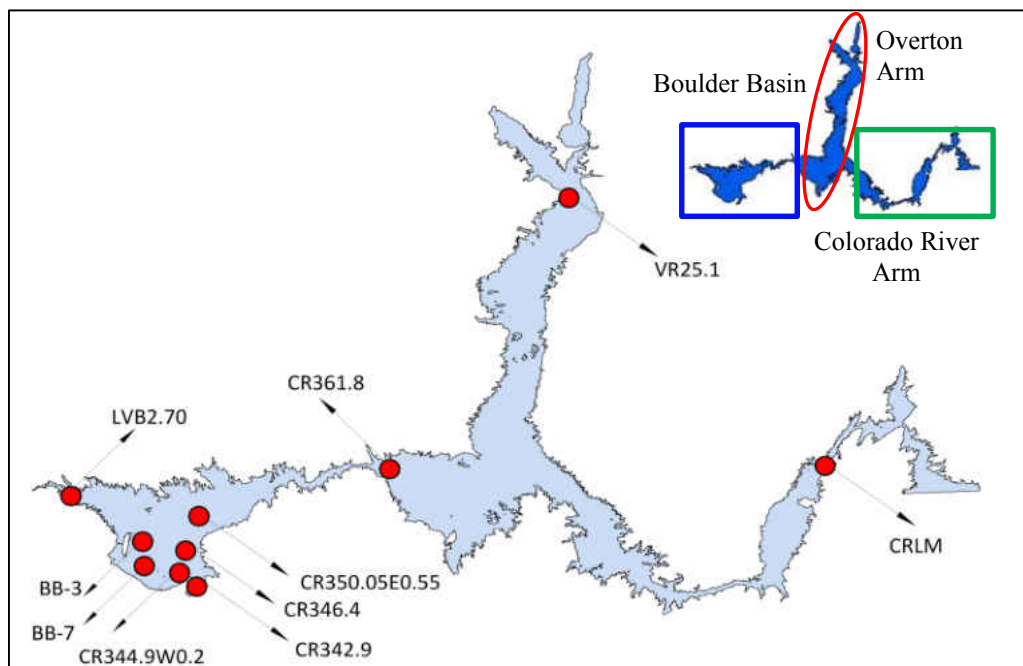 Overton
Arm
Boulder Basin
Colorado River
Arm
VR25.1
CR361.8
LVB2.70
CRLM
BB-3
BB-7
CR344.9W0.2
CR350.05E0.55
CR346.4
CR342.9